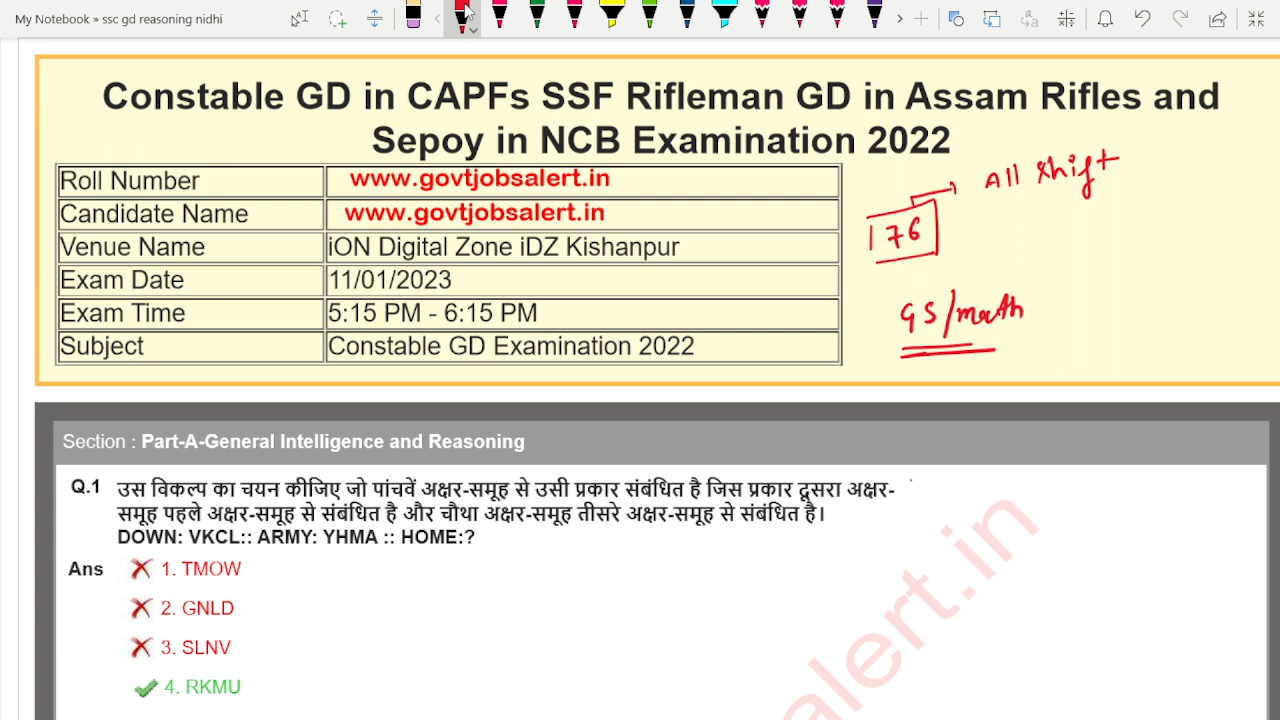 My Notebook » ssc gd reasoning nidhi
Constable GD in CAPFs SSF Rifleman GD in Assam Rifles and
Sepoy in NCB Examination 2022
Roll Number www.govtjobsalert.in
Candidate Name www.govtjobsalert.in
Venue Name iON Digital Zone iDZ Kishanpur
Exam Date 11/01/2023
Exam Time 5:15 PM - 6:15 PM
Subject Constable GD Examination 2022
All Shift
176
GS/math
Section : Part-A-General Intelligence and Reasoning
Q.1 उस विकल्प का चयन कीजिए जो पांचवें अक्षर-समूह से उसी प्रकार संबंधित है जिस प्रकार दूसरा अक्षर-
समूह पहले अक्षर-समूह से संबंधित है और चौथा अक्षर-समूह तीसरे अक्षर-समूह से संबंधित है।
DOWN: VKCL:: ARMY: YHMA :: HOME:?
Ans 1. TMOW
2. GNLD
3. SLNV
4. RKMU
alert.in